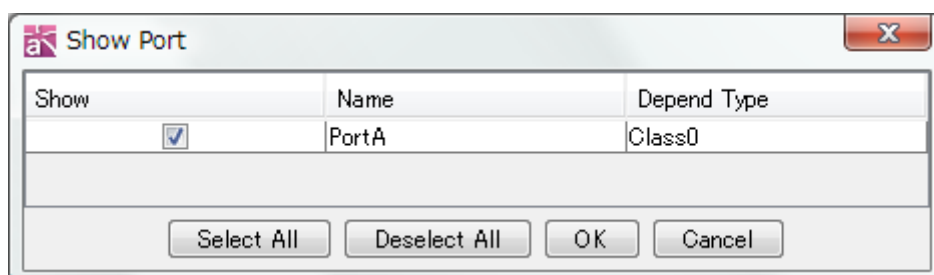 Show Port
Show Name Depend Type
PortA Class0
Select All Deselect All OK Cancel